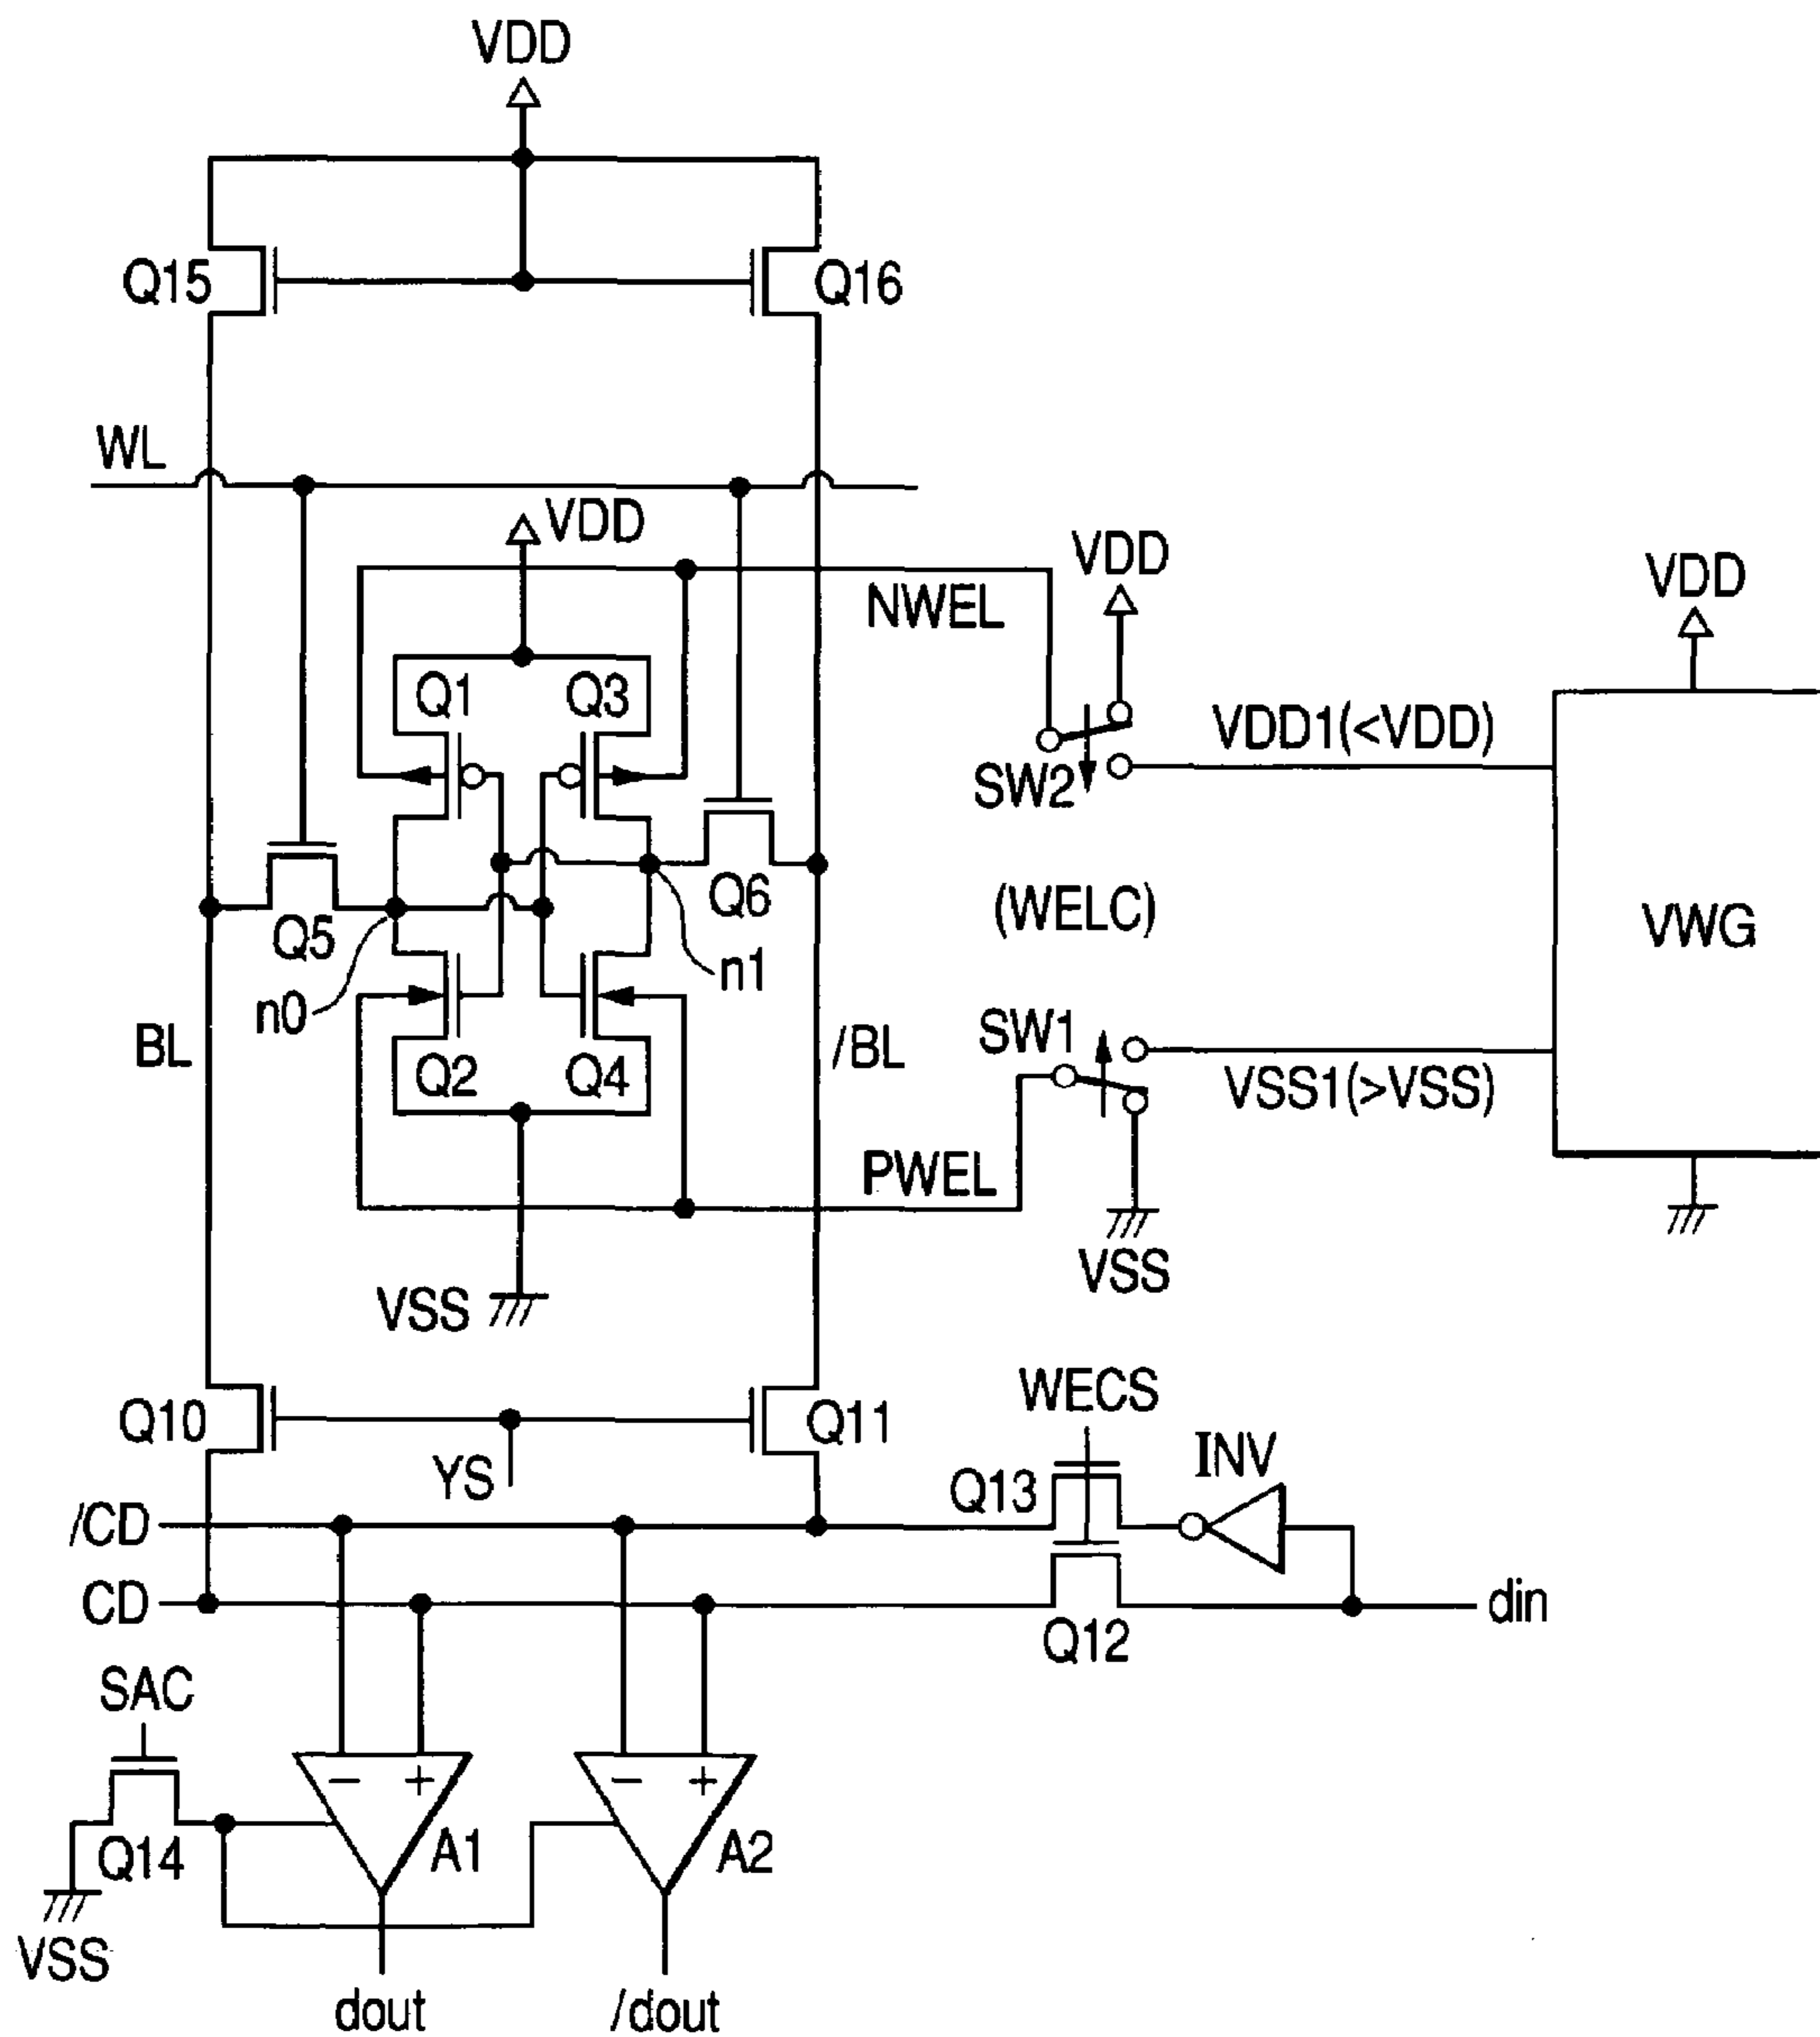 VDD
Q15
Q16
WL
VDD
VDD
VDD
NWEL
Q1
Q3
VDD1(<VDD)
SW2
Q6
(WELC)
VWG
Q5
n1
n0
BL
/BL
SW1
Q2
Q4
VSS1(>VSS)
PWEL
VSS
VSS
WECS
Q10
Q11
INV
YS
Q13
/CD
CD
din
Q12
SAC
− +
− +
Q14
A1
A2
VSS
dout
/dout